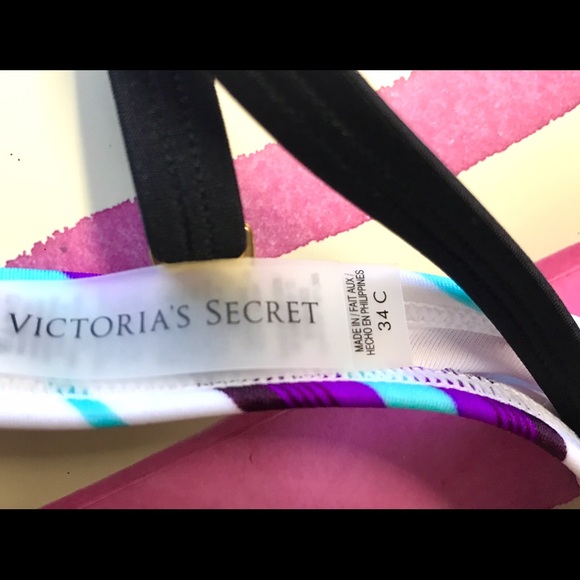 VICTORIA'S SECRET
MADE IN / FAIT AUX /
HECHO EN PHILIPPINES
34 C